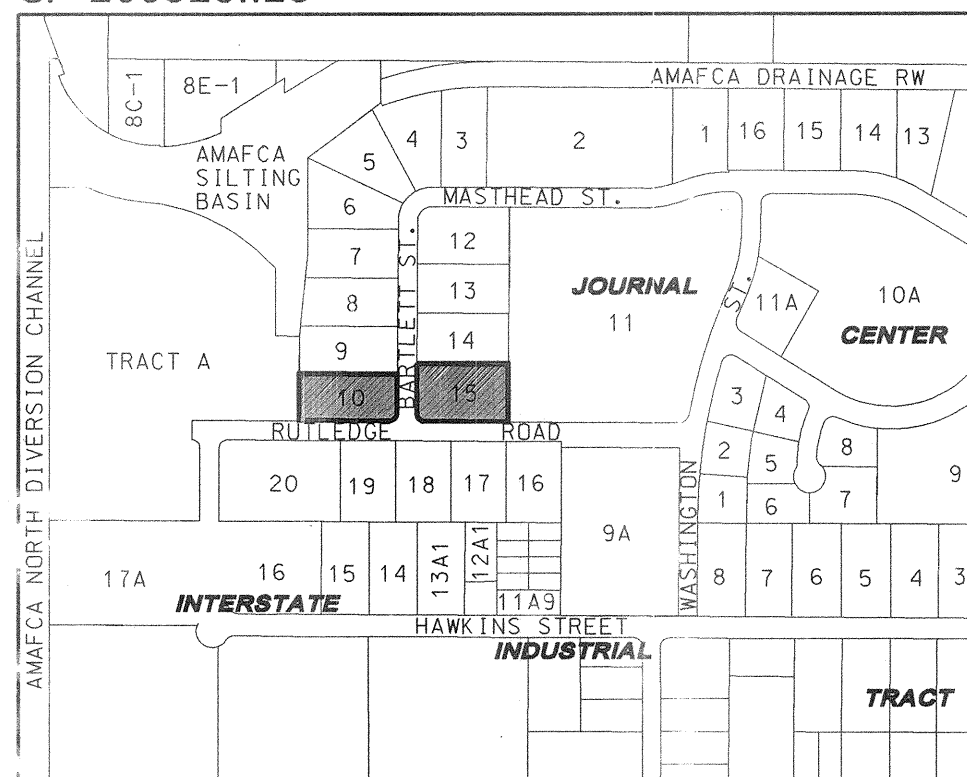 AMAFCA DRAINAGE RW
8C-1
8E-1
4
3
2
1
16
15
14
13
5
AMAFCA
SILTING
BASIN
6
MASTHEAD ST.
7
12
8
13
9
14
10
15
BARTLETT ST.
JOURNAL
11
ST.
11A
10A
CENTER
TRACT A
AMAFCA NORTH DIVERSION CHANNEL
RUTLEDGE ROAD
3
4
2
5
8
1
6
7
9
20
19
18
17
16
9A
WASHINGTON
17A
16
15
14
13A1
12A1
11A9
8
7
6
5
4
3
INTERSTATE
HAWKINS STREET
INDUSTRIAL
TRACT